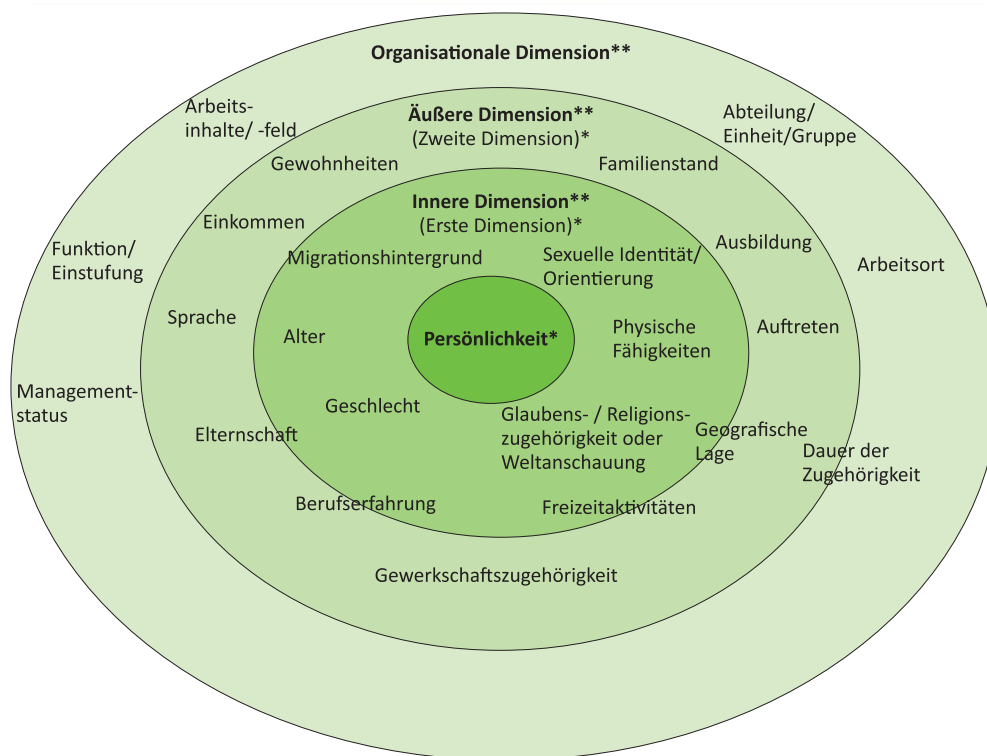 Organisationale Dimension**
Arbeits-
inhalte/ -feld
Äußere Dimension**
(Zweite Dimension)*
Abteilung/
Einheit/Gruppe
Gewohnheiten
Familienstand
Innere Dimension**
(Erste Dimension)*
Einkommen
Ausbildung
Funktion/
Einstufung
Migrationshintergrund
Sexuelle Identität/
Orientierung
Arbeitsort
Sprache
Alter
Persönlichkeit*
Physische
Fähigkeiten
Auftreten
Management-
status
Geschlecht
Glaubens- / Religions-
zugehörigkeit oder
Weltanschauung
Elternschaft
Geografische
Lage
Dauer der
Zugehörigkeit
Berufserfahrung
Freizeitaktivitäten
Gewerkschaftszugehörigkeit